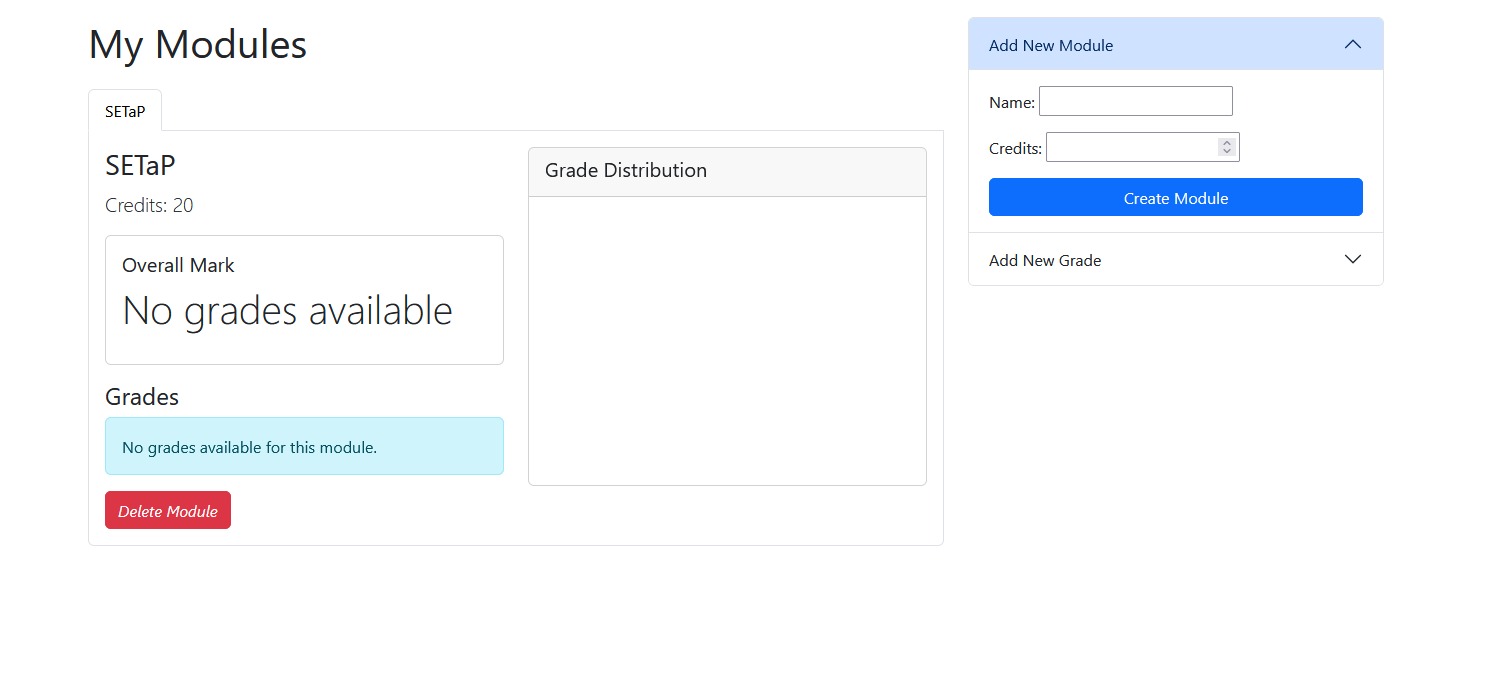 My Modules
SETaP
SETaP
Credits: 20
Overall Mark
No grades available
Grades
No grades available for this module.
Delete Module
Grade Distribution
Add New Module
Name:
Credits:
Create Module
Add New Grade